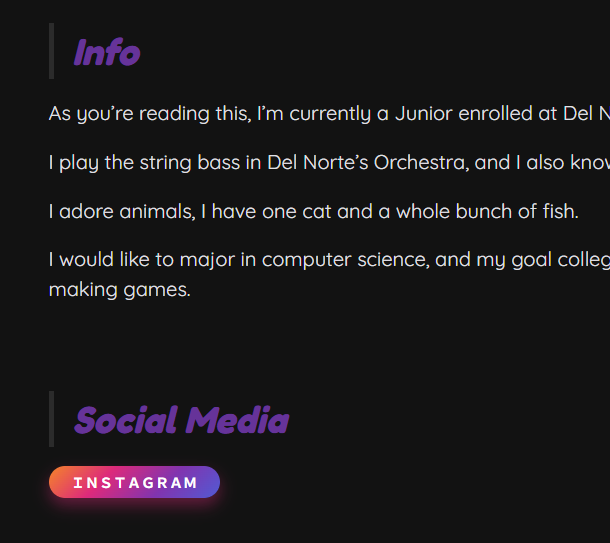 Info
As you're reading this, I'm currently a Junior enrolled at Del
I play the string bass in Del Norte's Orchestra, and I also
I adore animals, I have one cat and a whole bunch of fish.
I would like to major in computer science, and my goal
making games.
Social Media
INSTAGRAM